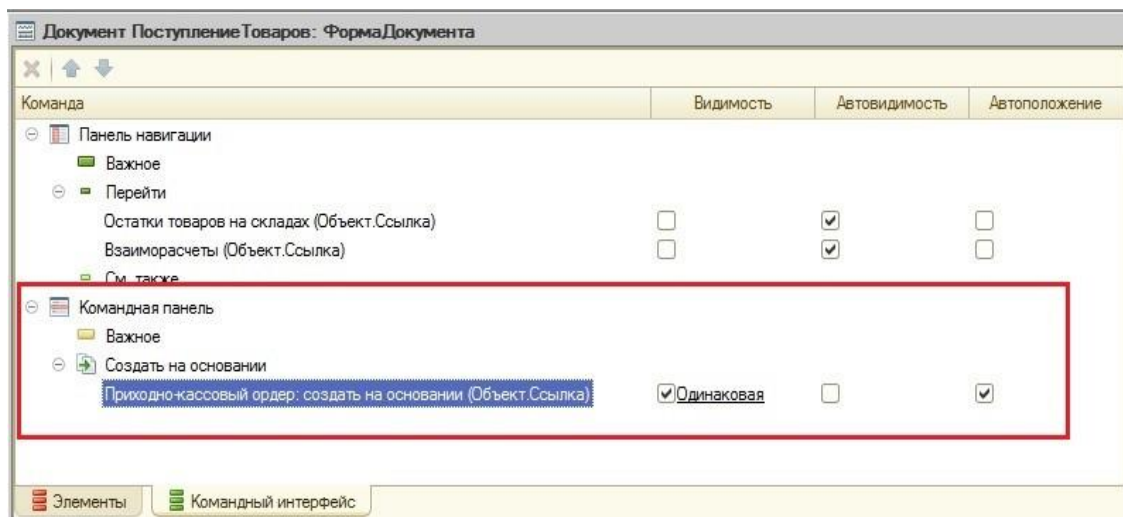 Документ ПоступлениеТоваров: ФормаДокумента
Команда Видимость Автовидимость Автоположение
Панель навигации
Важное
Перейти
Остатки товаров на складах (Объект.Ссылка)
Взаиморасчеты (Объект.Ссылка)
См. также
Командная панель
Важное
Создать на основании
Приходно-кассовый ордер: создать на основании (Объект.Ссылка) Одинаковая
Элементы Командный интерфейс